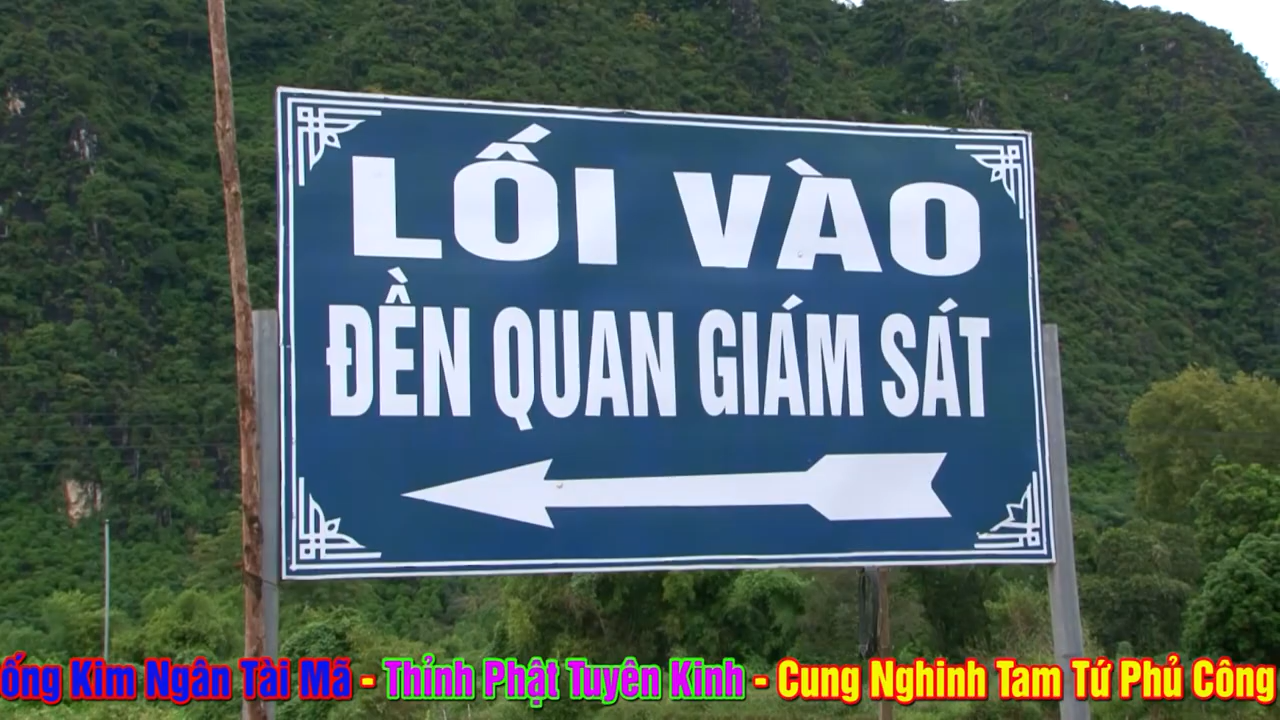 LỐI VÀO
ĐỀN QUAN GIÁM SÁT
Kim Ngân Tài Mã - Thỉnh Phật Tuyên Kinh - Cung Nghinh Tam Tứ Phủ Công